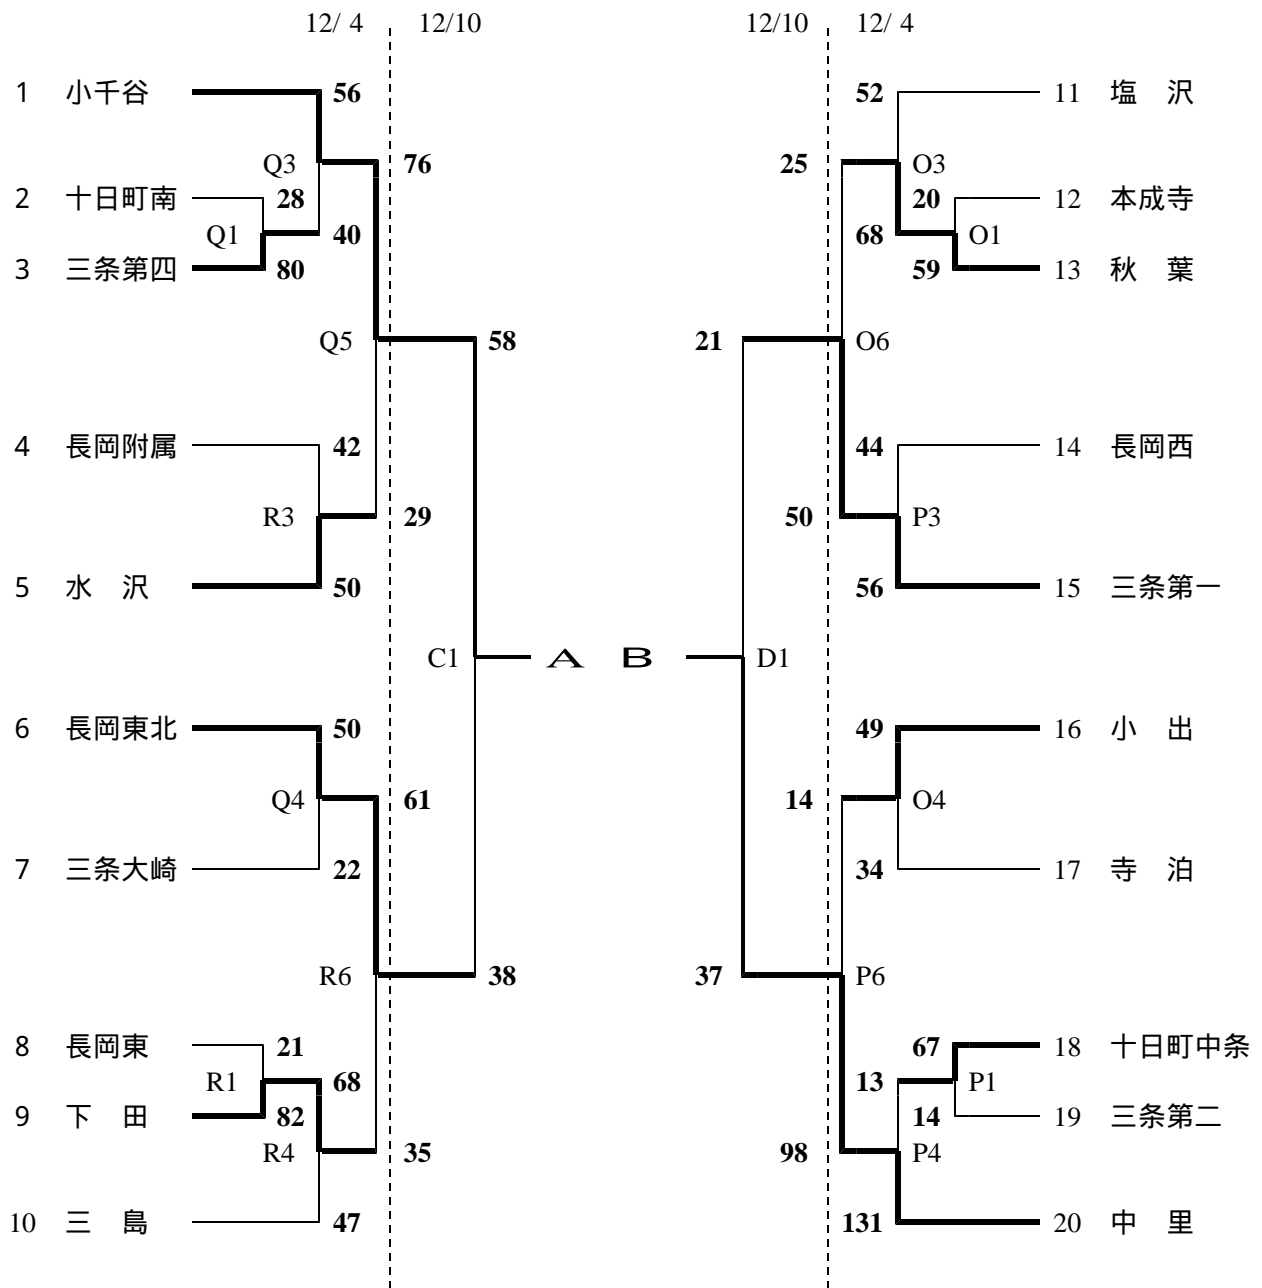 12/ 4 12/10 12/10 12/ 4
1 小千谷 56 52 11 塩 沢
Q3 76 25 O3
2 十日町南 28 20 12 本成寺
Q1 40 68 O1
3 三条第四 80 59 13 秋 葉
Q5 58 21 O6
4 長岡附属 42 44 14 長岡西
R3 29 50 P3
5 水 沢 50 56 15 三条第一
C1 A B D1
6 長岡東北 50 49 16 小 出
Q4 61 14 O4
7 三条大崎 22 34 17 寺 泊
R6 38 37 P6
8 長岡東 21 67 18 十日町中条
R1 68 13 P1
9 下 田 82 14 19 三条第二
R4 35 98 P4
10 三 島 47 131 20 中 里